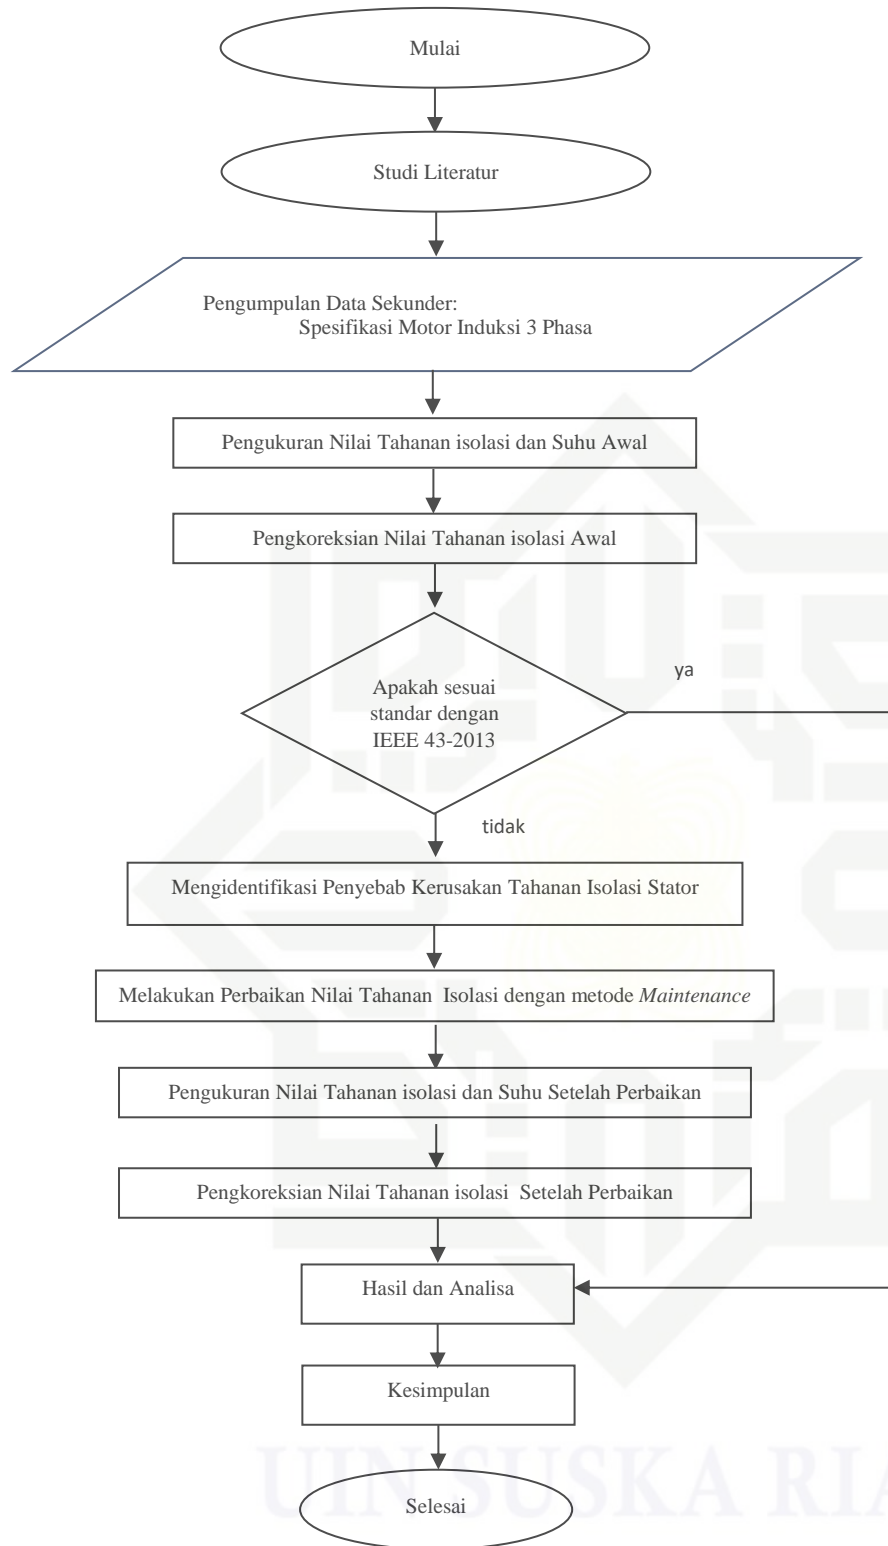 Mulai
Studi Literatur
Pengumpulan Data Sekunder:
Spesifikasi Motor Induksi 3 Phasa
Pengukuran Nilai Tahanan isolasi dan Suhu Awal
Pengkoreksian Nilai Tahanan isolasi Awal
Apakah sesuai
standar dengan
IEEE 43-2013
ya
tidak
Mengidentifikasi Penyebab Kerusakan Tahanan Isolasi Stator
Melakukan Perbaikan Nilai Tahanan Isolasi dengan metode Maintenance
Pengukuran Nilai Tahanan isolasi dan Suhu Setelah Perbaikan
Pengkoreksian Nilai Tahanan isolasi Setelah Perbaikan
Hasil dan Analisa
Kesimpulan
UIN SUSKA RIA
Selesai